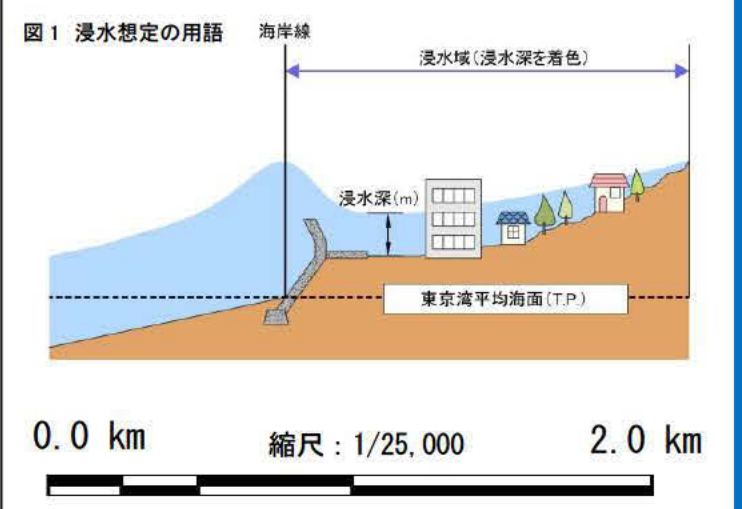 図1 浸水想定の用語
海岸線
浸水域(浸水深を着色)
浸水深(m)
東京湾平均海面(T.P.)
0.0 km
縮尺：1/25,000
2.0 km